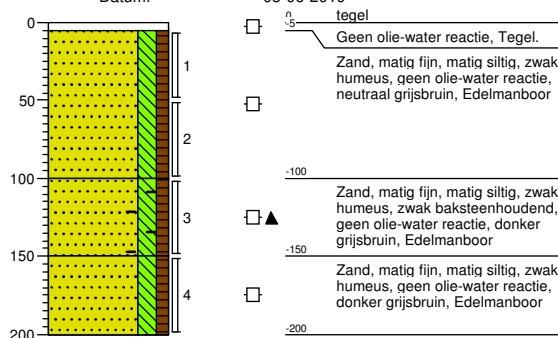 Datum:
0
50
100
150
200
1
2
3
4
0
-5
-100
-150
-200
tegel
Geen olie-water reactie, Tegel.
Zand, matig fijn, matig siltig, zwak
humeus, geen olie-water reactie,
neutraal grijsbruin, Edelmanboor
Zand, matig fijn, matig siltig, zwak
humeus, zwak baksteenhoudend,
geen olie-water reactie, donker
grijsbruin, Edelmanboor
Zand, matig fijn, matig siltig, zwak
humeus, geen olie-water reactie,
donker grijsbruin, Edelmanboor